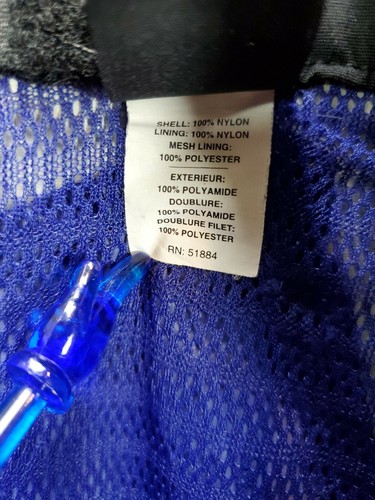 SHELL: 100% NYLON
LINING: 100% NYLON
MESH LINING:
100% POLYESTER
EXTERIEUR:
100% POLYAMIDE
DOUBLURE:
100% POLYAMIDE
DOUBLURE FILET:
100% POLYESTER
RN: 51884